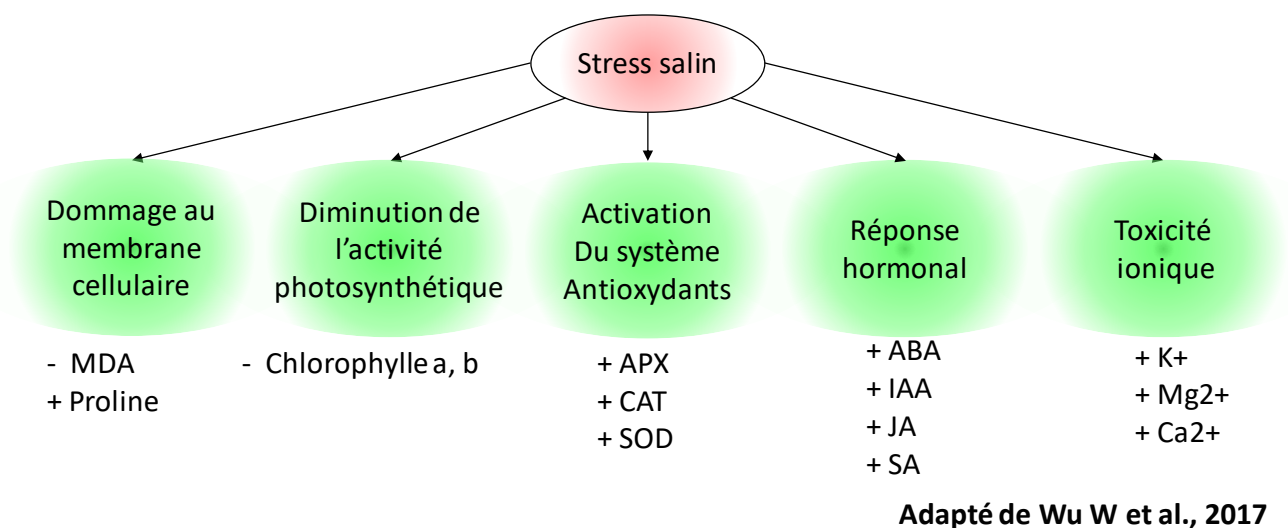 Stress salin
Dommage au
membrane
cellulaire
Diminution de
l'activité
photosynthétique
Activation
Du système
Antioxydants
Réponse
hormonal
Toxicité
ionique
- MDA
+ Proline
- Chlorophylle a, b
+ APX
+ CAT
+ SOD
+ ABA
+ IAA
+ JA
+ SA
+ K+
+ Mg2+
+ Ca2+
Adapté de Wu W et al., 2017